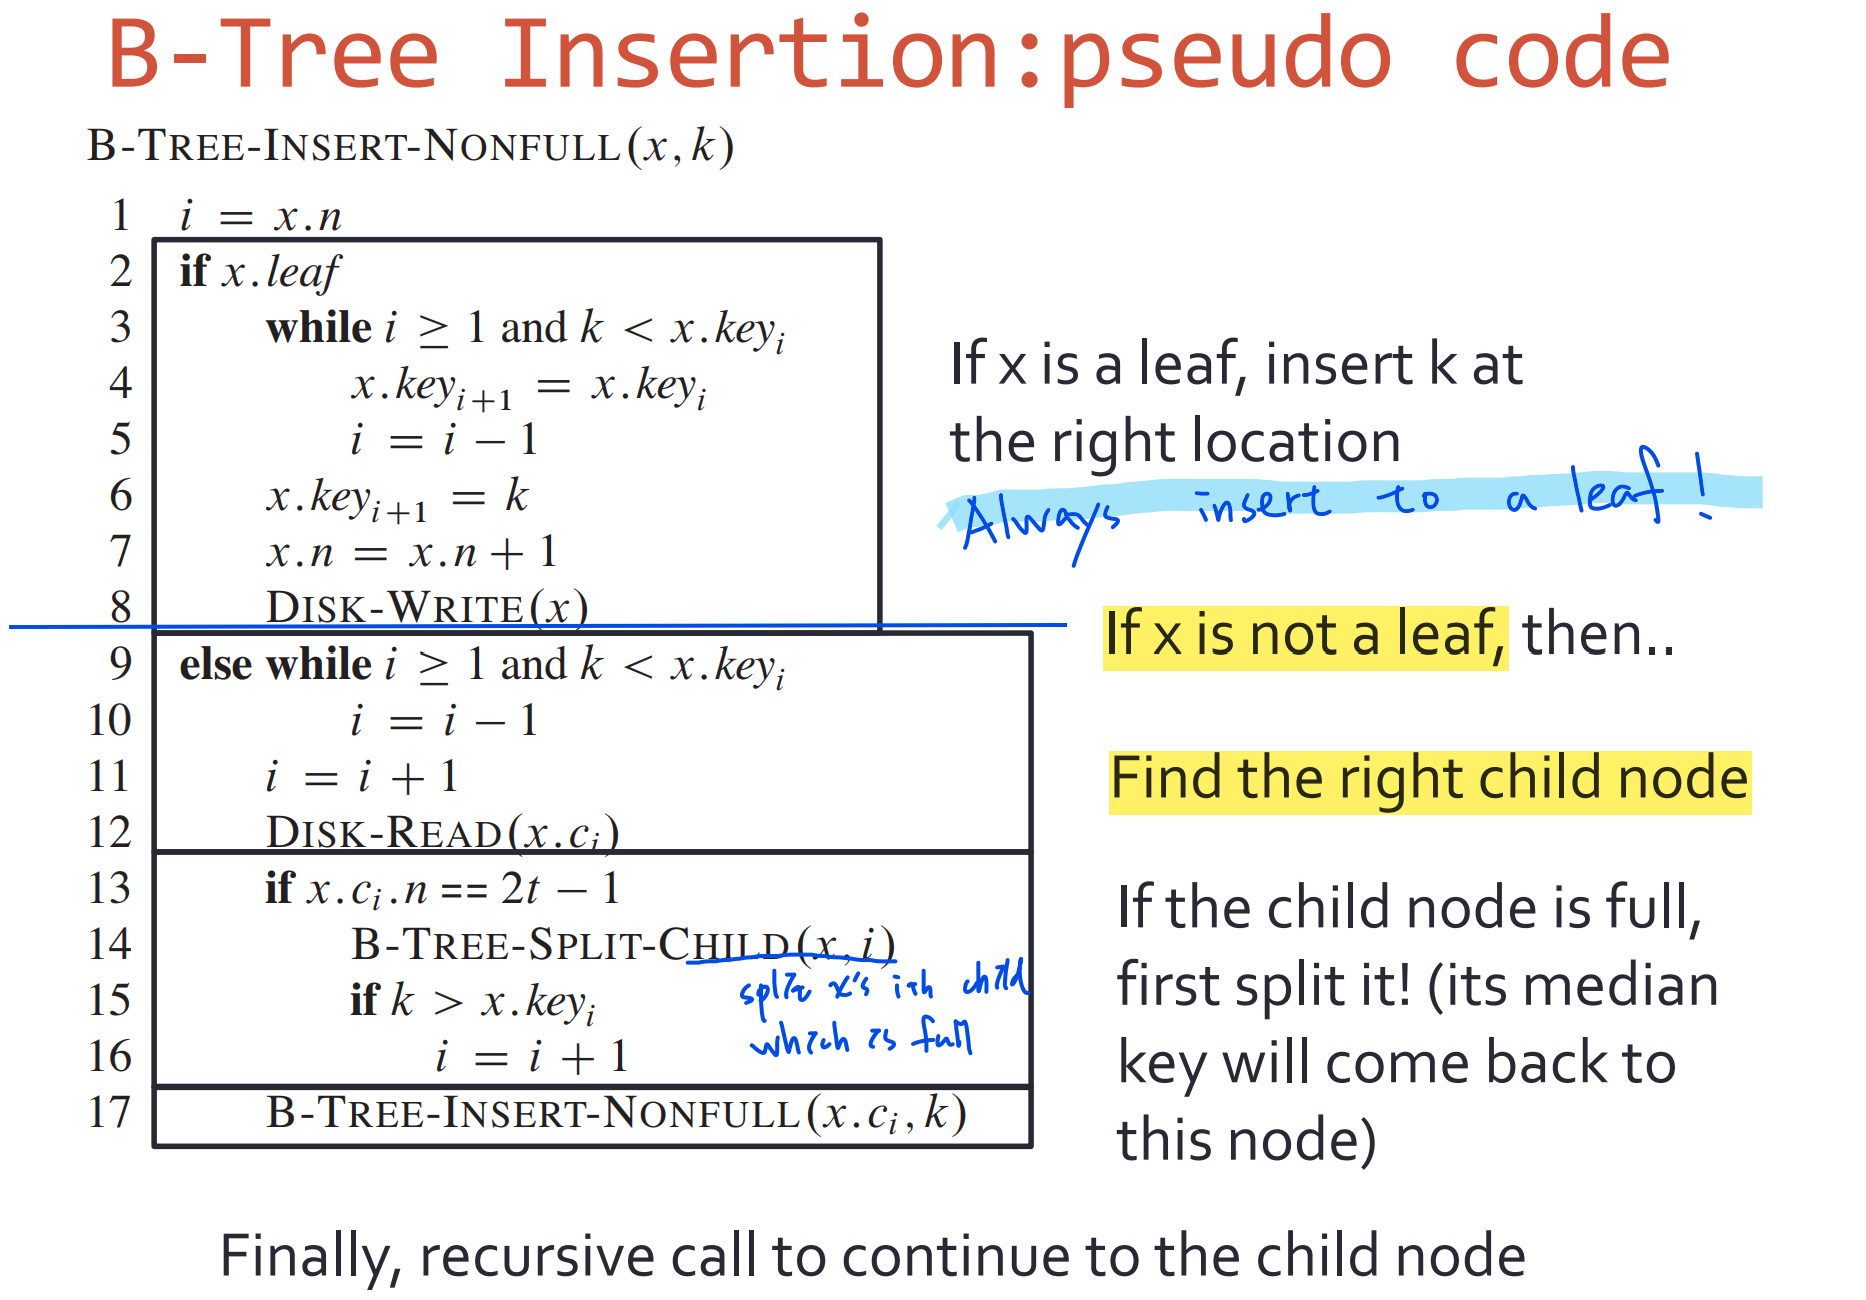 B-Tree Insertion:pseudo code
B-TREE-INSERT-NONFULL(x, k)
1 i = x.n
2 if x.leaf
3 while i ≥ 1 and k < x.key_i
4 x.key_{i+1} = x.key_i
5 i = i − 1
6 x.key_{i+1} = k
7 x.n = x.n + 1
8 DISK-WRITE(x)
9 else while i ≥ 1 and k < x.key_i
10 i = i − 1
11 i = i + 1
12 DISK-READ(x.c_i)
13 if x.c_i.n == 2t − 1
14 B-TREE-SPLIT-CHILD(x, i)
15 if k > x.key_i
16 i = i + 1
17 B-TREE-INSERT-NONFULL(x.c_i, k)
split x's ith child
which is full
If x is a leaf, insert k at
the right location
Always insert to a leaf!
If x is not a leaf, then..
Find the right child node
If the child node is full,
first split it! (its median
key will come back to
this node)
Finally, recursive call to continue to the child node